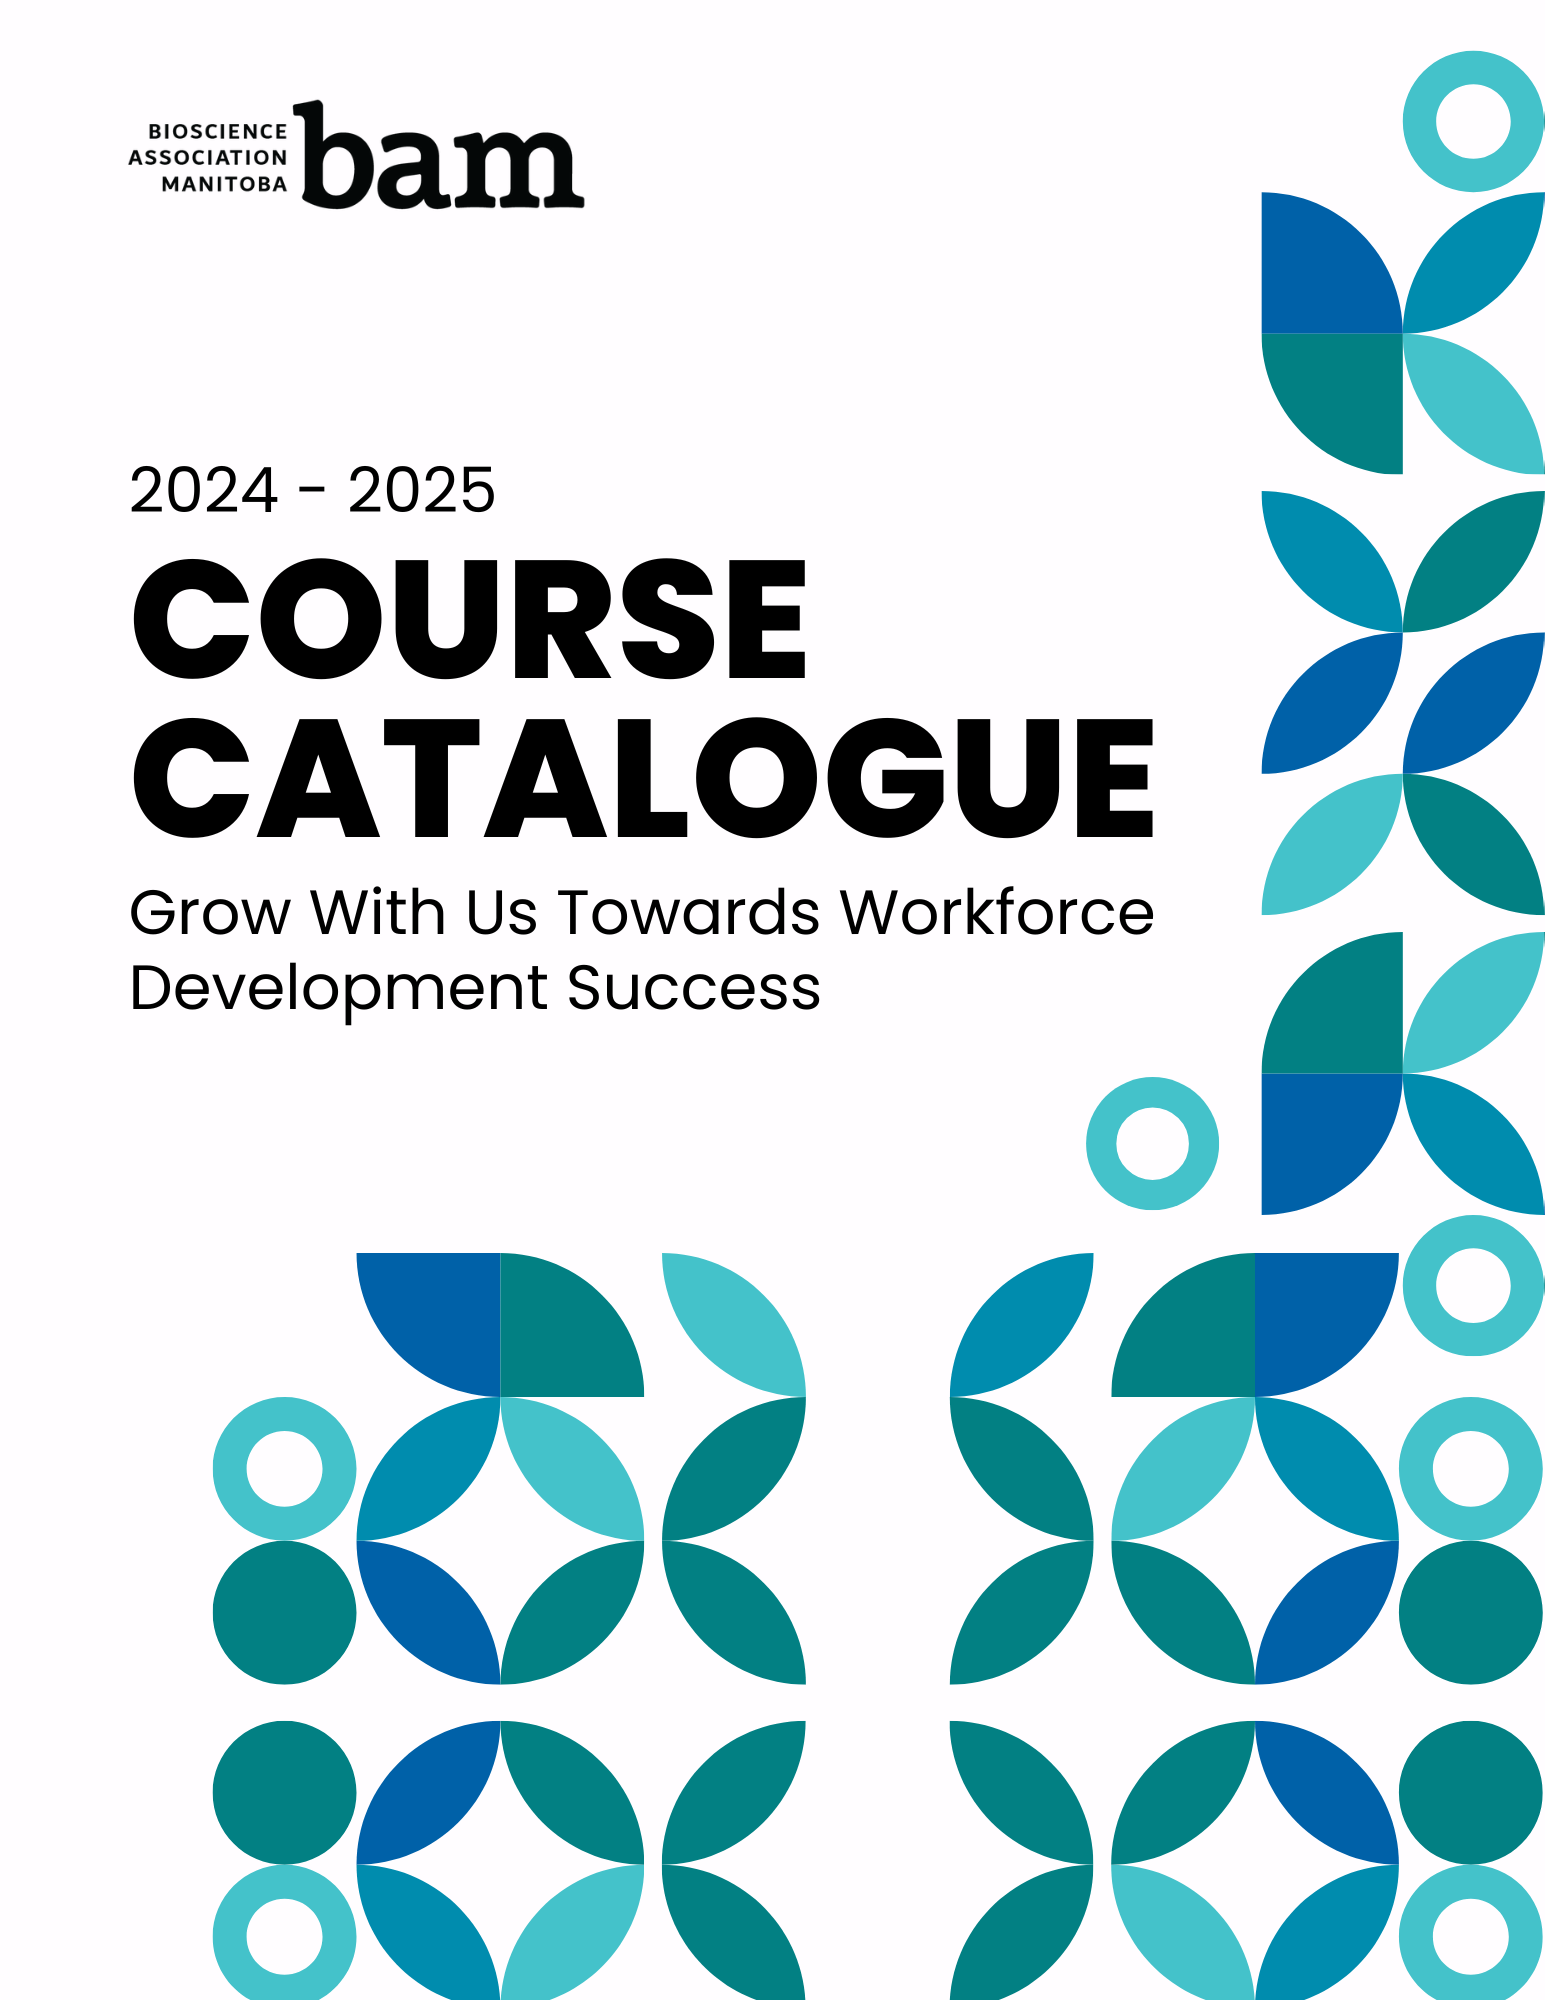 BIOSCIENCE
ASSOCIATION
MANITOBA
bam
2024 - 2025
COURSE
CATALOGUE
Grow With Us Towards Workforce
Development Success